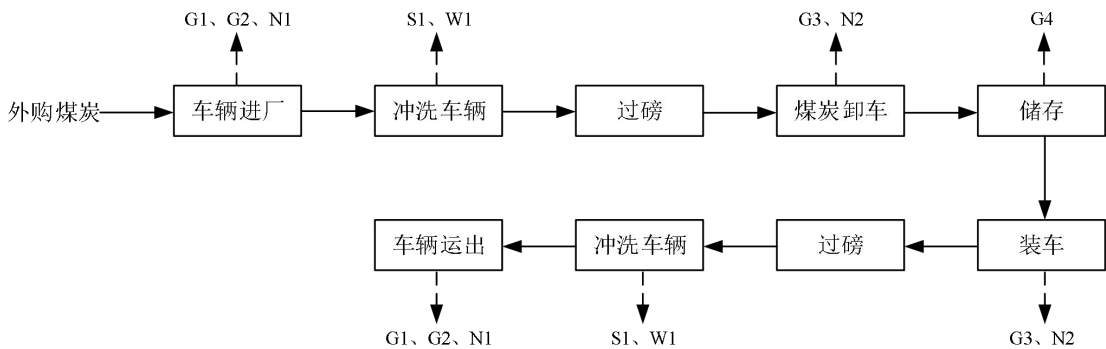 G1、G2、N1
S1、W1
G3、N2
G4
外购煤炭
车辆进厂
冲洗车辆
过磅
煤炭卸车
储存
车辆运出
冲洗车辆
过磅
装车
G1、G2、N1
S1、W1
G3、N2